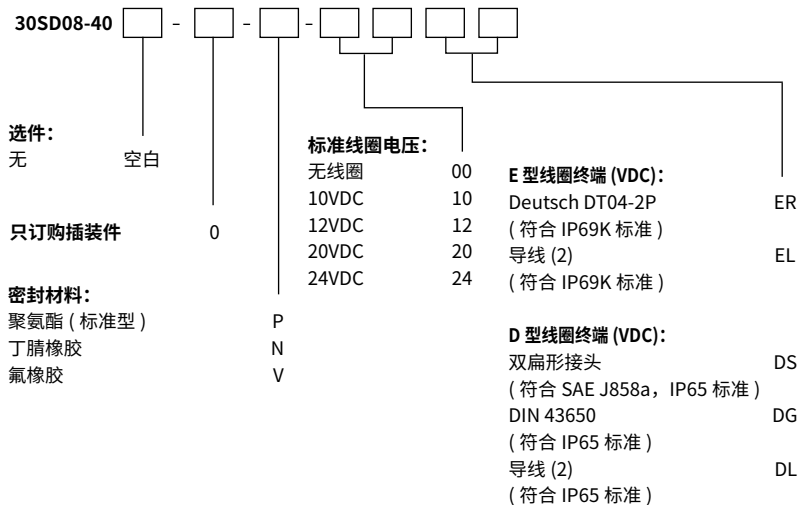 30SD08-40 - - -
选件：
无 空白
只订购插装件 0
密封材料：
聚氨酯 ( 标准型 ) P
丁腈橡胶 N
氟橡胶 V
标准线圈电压：
无线圈 00
10VDC 10
12VDC 12
20VDC 20
24VDC 24
E 型线圈终端 (VDC)：
Deutsch DT04-2P ER
( 符合 IP69K 标准 )
导线 (2) EL
( 符合 IP69K 标准 )
D 型线圈终端 (VDC)：
双扁形接头 DS
( 符合 SAE J858a，IP65 标准 )
DIN 43650 DG
( 符合 IP65 标准 )
导线 (2) DL
( 符合 IP65 标准 )